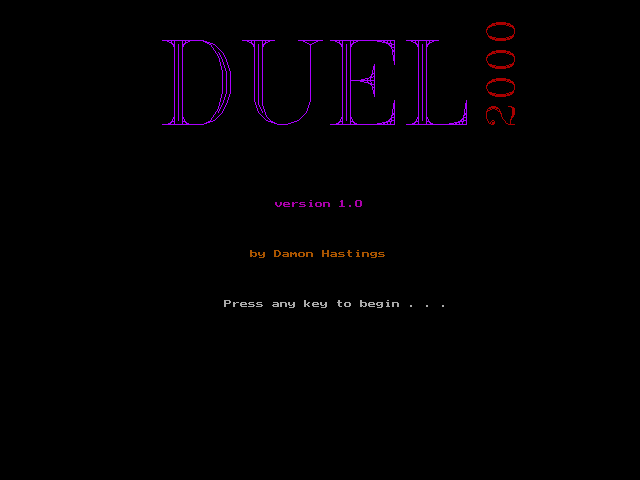 DUEL 2000
version 1.0
by Damon Hastings
Press any key to begin . . .